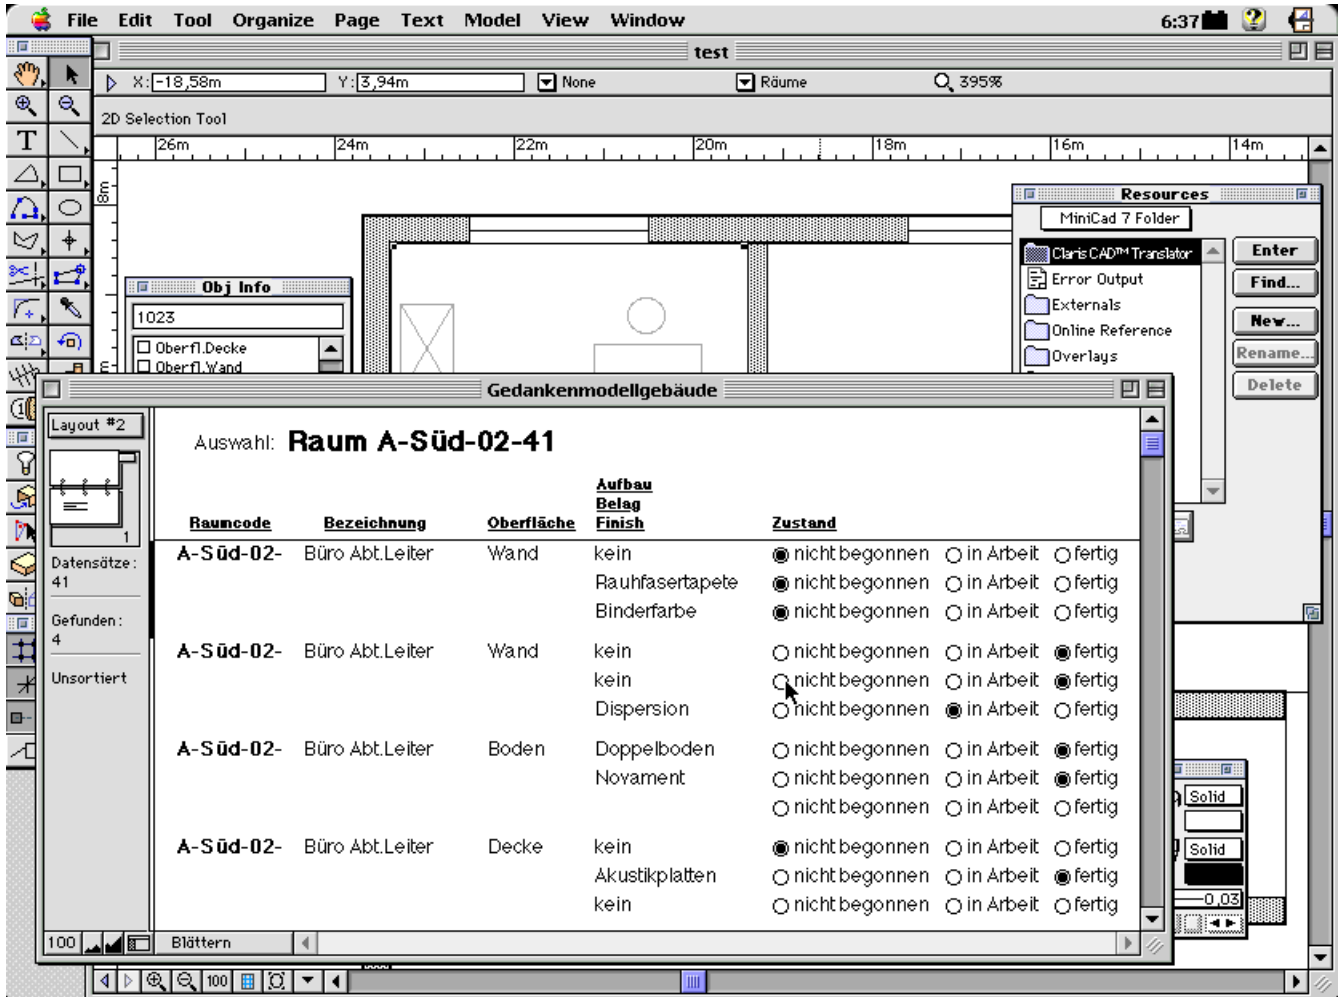 File Edit Tool Organize Page Text Model View Window 6:37
test
X: -18,58m Y: 3,94m None Räume 395%
2D Selection Tool
26m 24m 22m 20m 18m 16m 14m
8m
Resources
MiniCad 7 Folder
Claris CAD™ Translator
Error Output
Externals
Online Reference
Overlays
Enter
Find...
New...
Rename...
Delete
Obj Info
1023
Oberfl.Decke
Oberfl.Wand
Gedankenmodellgebäude
Layout #2
1
Datensätze:
41
Gefunden:
4
Unsortiert
Auswahl: Raum A-Süd-02-41
Aufbau
Belag
Raumcode Bezeichnung Oberfläche Finish Zustand
A-Süd-02- Büro Abt.Leiter Wand kein nicht begonnen in Arbeit fertig
Rauhfasertapete nicht begonnen in Arbeit fertig
Binderfarbe nicht begonnen in Arbeit fertig
A-Süd-02- Büro Abt.Leiter Wand kein nicht begonnen in Arbeit fertig
kein nicht begonnen in Arbeit fertig
Dispersion nicht begonnen in Arbeit fertig
A-Süd-02- Büro Abt.Leiter Boden Doppelboden nicht begonnen in Arbeit fertig
Novament nicht begonnen in Arbeit fertig
nicht begonnen in Arbeit fertig
A-Süd-02- Büro Abt.Leiter Decke kein nicht begonnen in Arbeit fertig
Akustikplatten nicht begonnen in Arbeit fertig
kein nicht begonnen in Arbeit fertig
100 Blättern
Solid
Solid
0,03
100